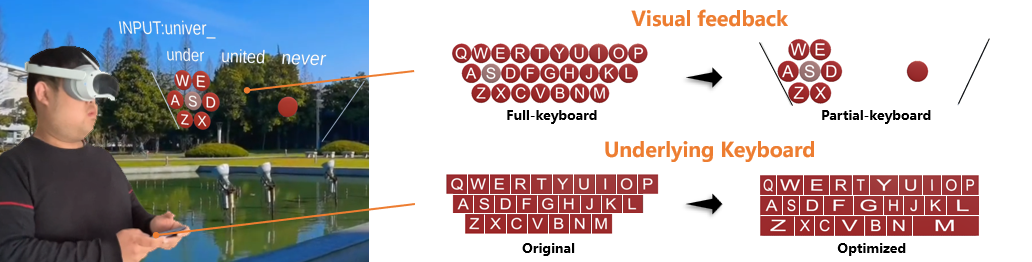 INPUT:univer_
under united never
W E
A S D
Z X
Visual feedback
Q W E R T Y U I O P
A S D F G H J K L
Z X C V B N M
Full-keyboard
W E
A S D
Z X
Partial-keyboard
Underlying Keyboard
Q W E R T Y U I O P
A S D F G H J K L
Z X C V B N M
Original
Q W E R T Y U I O P
A S D F G H J K L
Z X C V B N M
Optimized